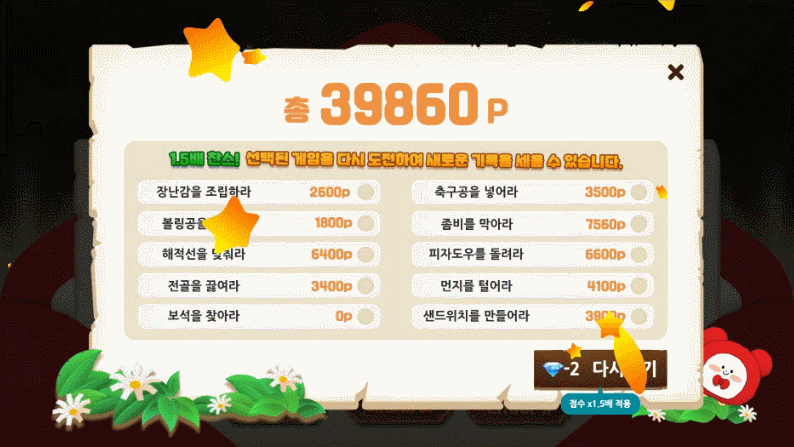 총 39860 P
1.5배 찬스! 선택된 게임을 다시 도전하여 새로운 기록을 세울 수 있습니다.
장난감을 조립하라 2600p
축구공을 넣어라 3500p
볼링공을 1800p
좀비를 막아라 7560p
해적선을 맞춰라 6400p
피자도우를 돌려라 6600p
전골을 끓여라 3400p
먼지를 털어라 4100p
보석을 찾아라 0p
샌드위치를 만들어라
-2 다시
점수 x1.5배 적용